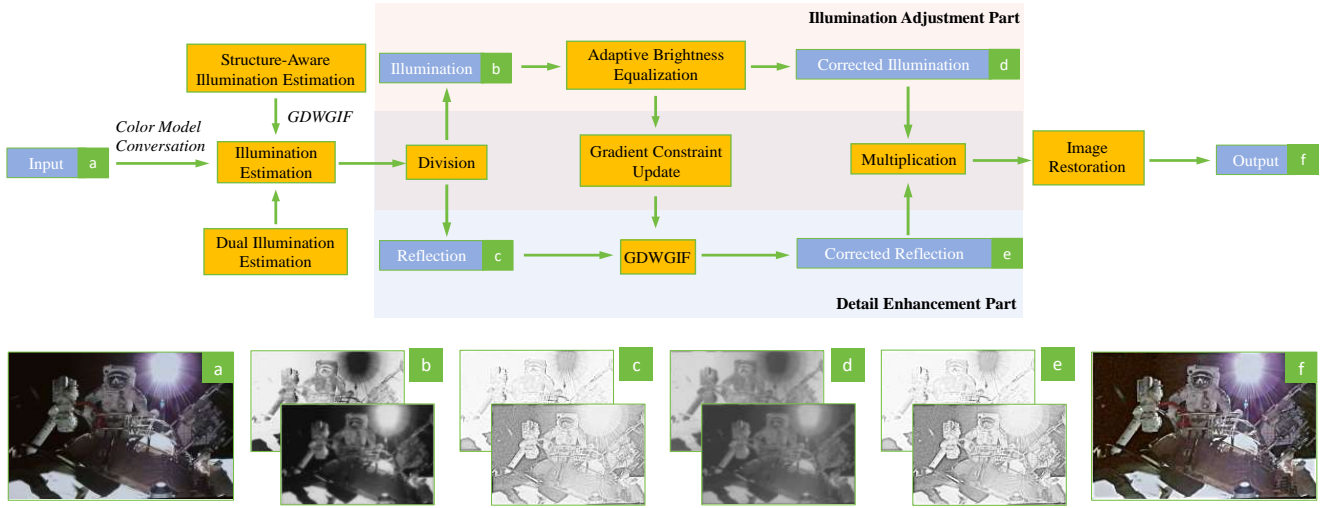 Illumination Adjustment Part
Structure-Aware
Illumination Estimation
Illumination
b
Adaptive Brightness
Equalization
Corrected Illumination
d
GDWGIF
Color Model
Conversation
Input
a
Illumination
Estimation
Division
Gradient Constraint
Update
Multiplication
Image
Restoration
Output
f
Dual Illumination
Estimation
Reflection
c
GDWGIF
Corrected Reflection
e
Detail Enhancement Part
a
b
c
d
e
f